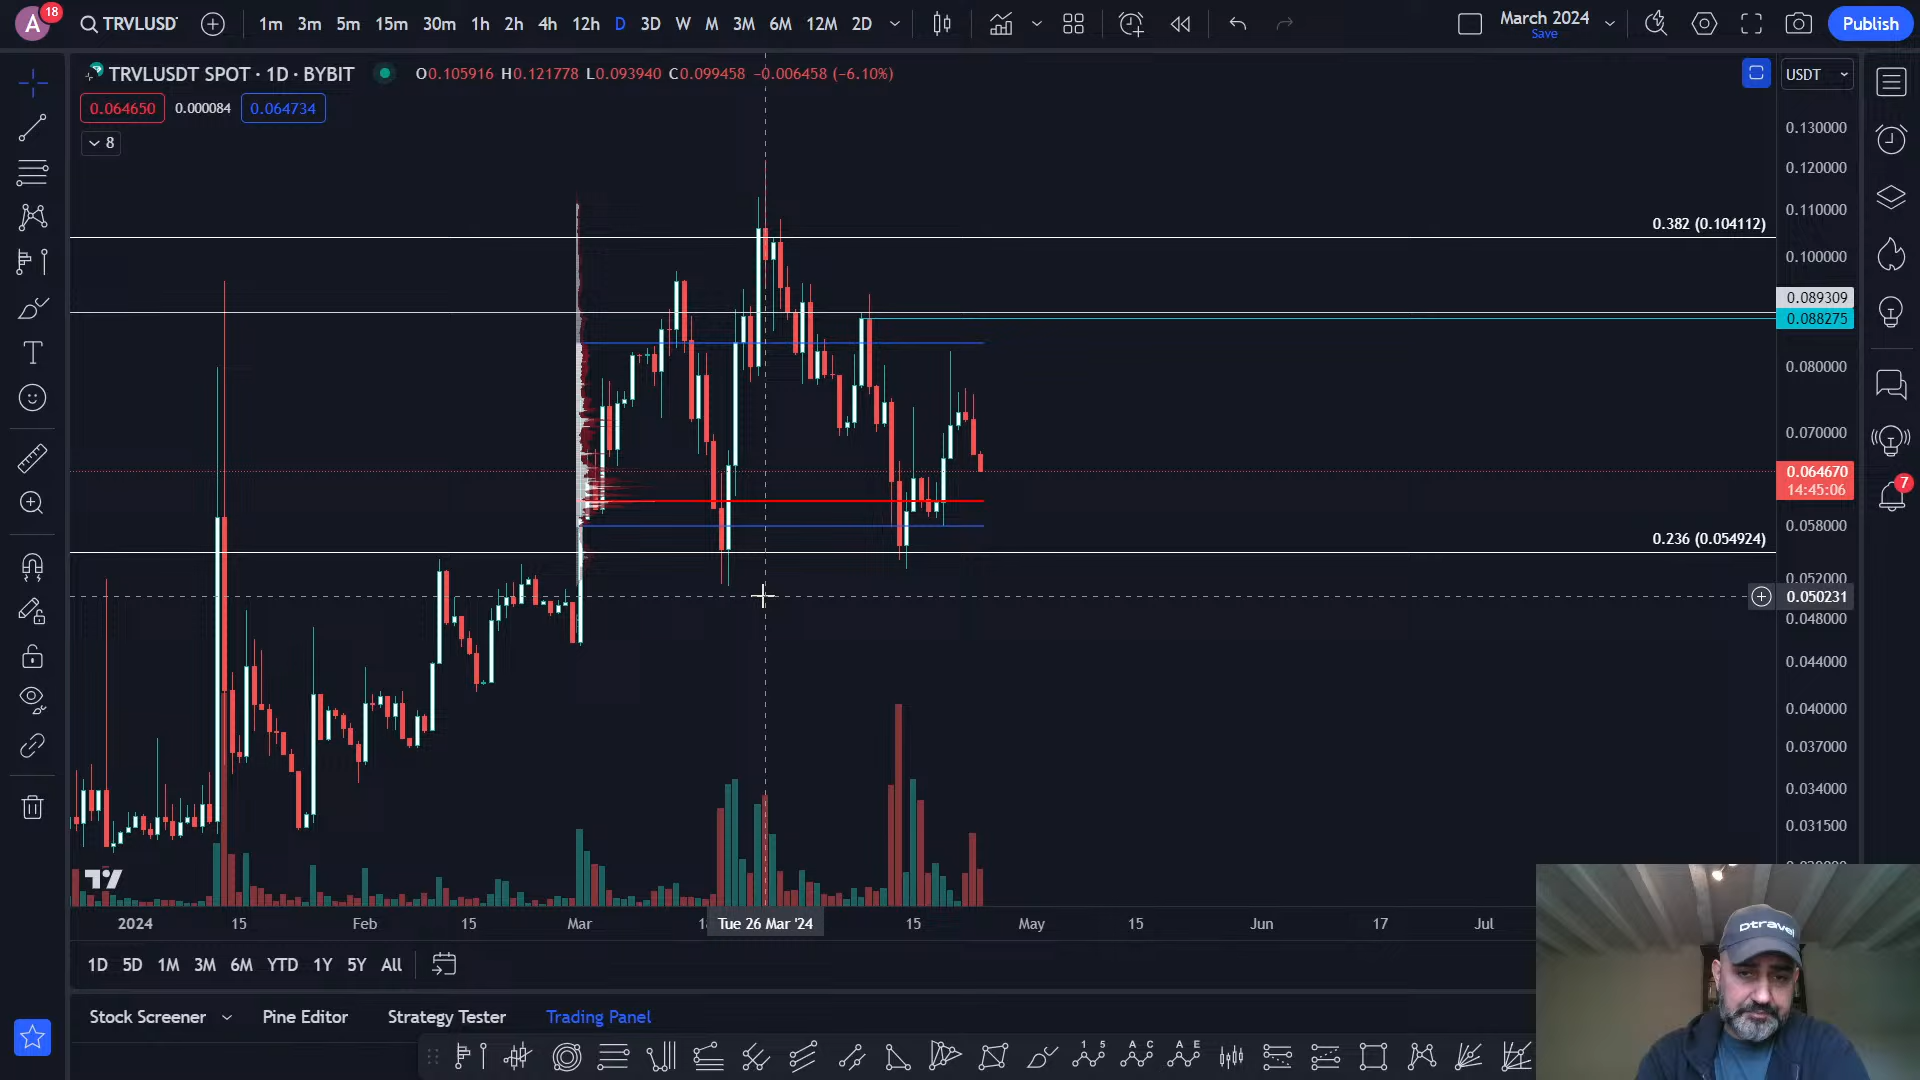 A 18 TRVLUSDT 1m 3m 5m 15m 30m 1h 2h 4h 12h D 3D W M 3M 6M 12M 2D March 2024 Save Publish
TRVLUSDT SPOT · 1D · BYBIT O0.105916 H0.121778 L0.093940 C0.099458 −0.006458 (−6.10%) USDT
0.064650 0.000084 0.064734
8
0.130000
0.120000
0.110000
0.382 (0.104112)
0.100000
0.089309
0.088275
0.080000
0.070000
0.064670
14:45:06
7
0.058000
0.236 (0.054924)
0.052000
0.050231
0.048000
0.044000
0.040000
0.037000
0.034000
0.031500
2024 15 Feb 15 Mar Tue 26 Mar '24 15 May 15 Jun 17 Jul
1D 5D 1M 3M 6M YTD 1Y 5Y All
Stock Screener Pine Editor Strategy Tester Trading Panel
Dtravel
1 5
A C
A E